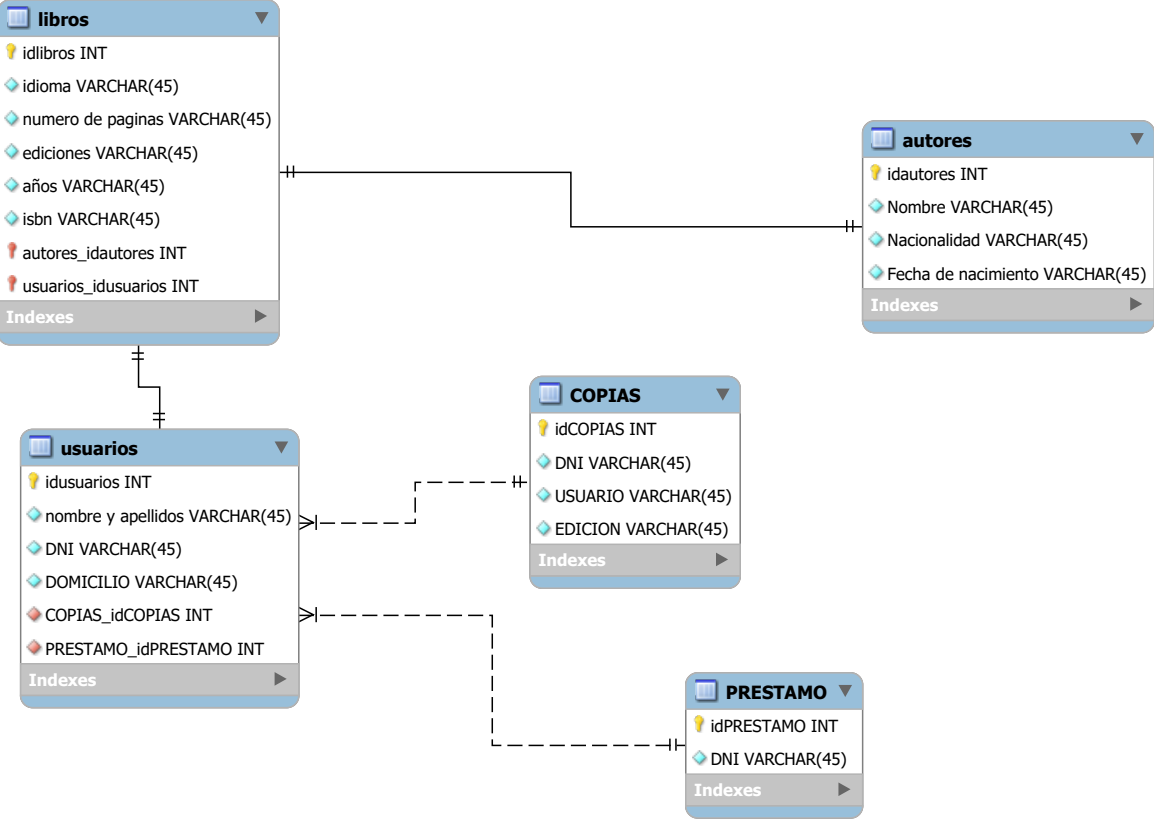 libros
idlibros INT
idioma VARCHAR(45)
numero de paginas VARCHAR(45)
ediciones VARCHAR(45)
años VARCHAR(45)
isbn VARCHAR(45)
autores_idautores INT
usuarios_idusuarios INT
Indexes
autores
idautores INT
Nombre VARCHAR(45)
Nacionalidad VARCHAR(45)
Fecha de nacimiento VARCHAR(45)
Indexes
usuarios
idusuarios INT
nombre y apellidos VARCHAR(45)
DNI VARCHAR(45)
DOMICILIO VARCHAR(45)
COPIAS_idCOPIAS INT
PRESTAMO_idPRESTAMO INT
Indexes
COPIAS
idCOPIAS INT
DNI VARCHAR(45)
USUARIO VARCHAR(45)
EDICION VARCHAR(45)
Indexes
PRESTAMO
idPRESTAMO INT
DNI VARCHAR(45)
Indexes